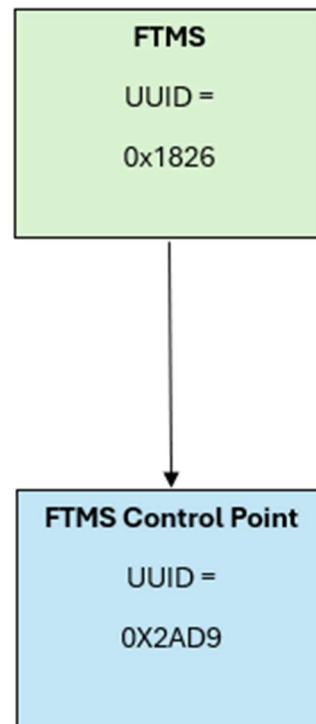 FTMS
UUID =
0x1826
FTMS Control Point
UUID =
0X2AD9